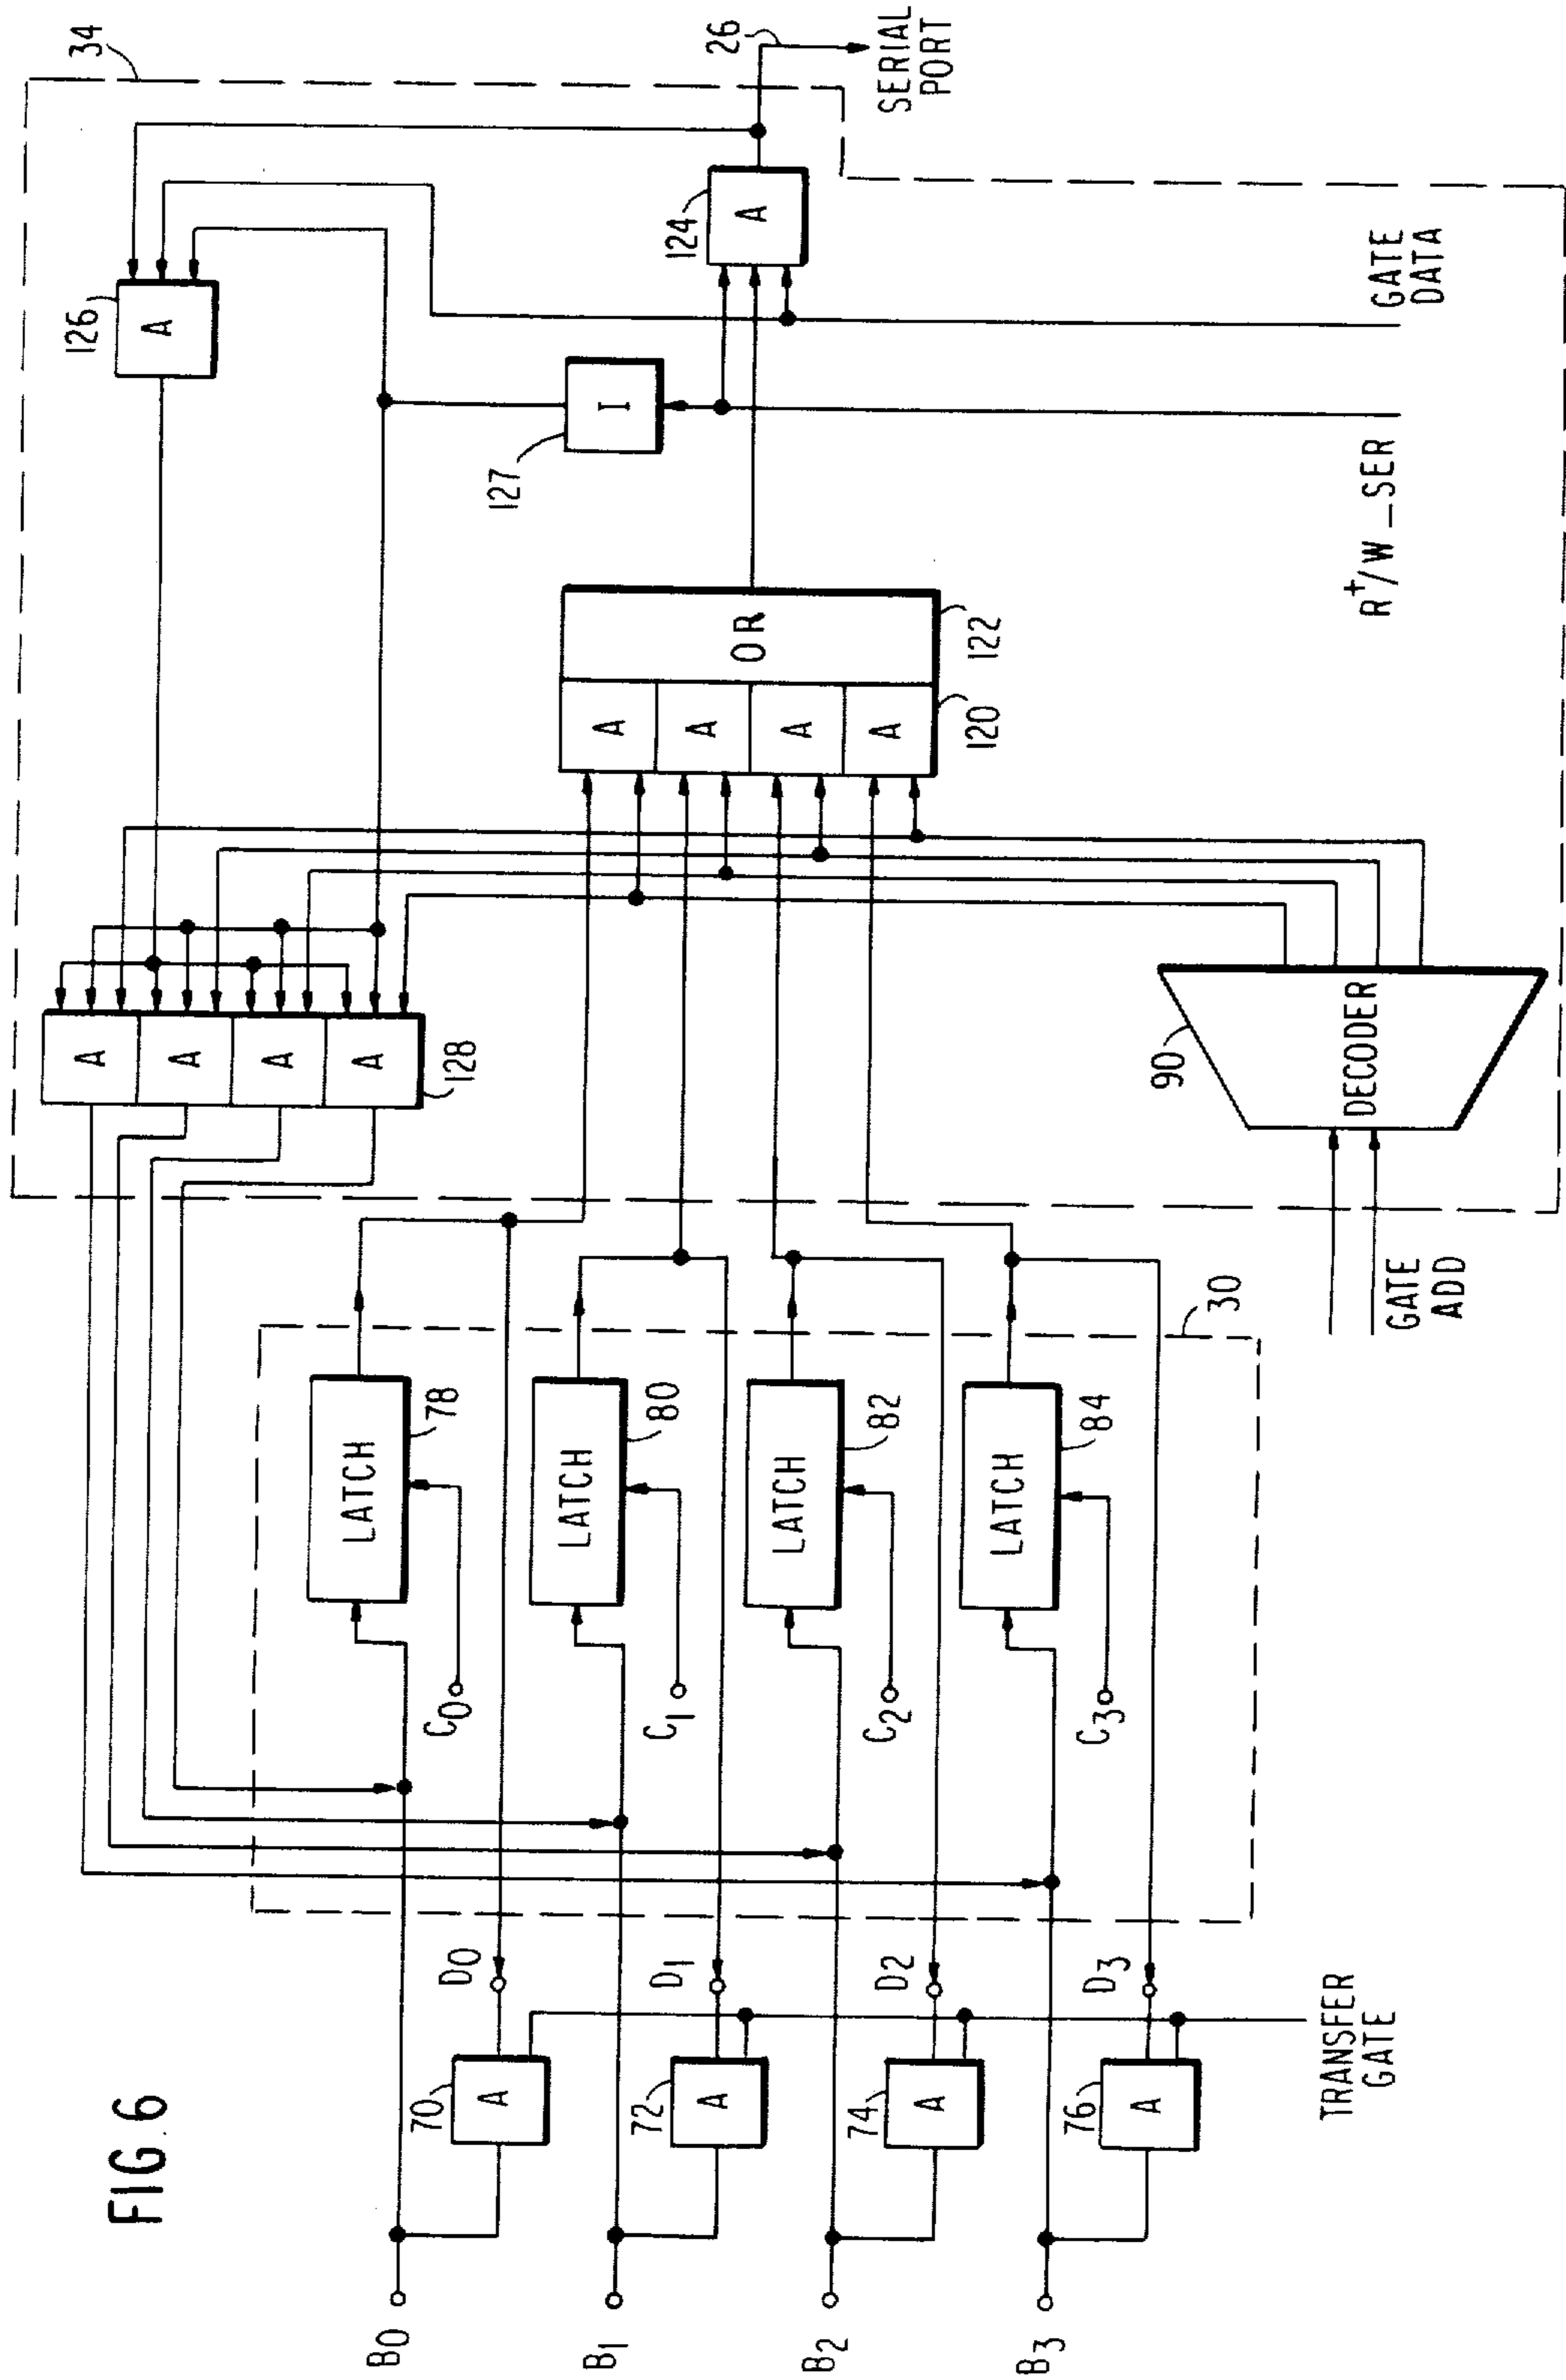 FIG. 6
34
26
SERIAL
PORT
126
A
124
A
127
I
GATE
DATA
R+/W_SER
128
A
A
A
A
OR
122
120
A
A
A
A
90
DECODER
GATE
ADD
30
LATCH
78
C0
LATCH
80
C1
LATCH
82
C2
LATCH
84
C3
D0
D1
D2
D3
70
A
72
A
74
A
76
A
TRANSFER
GATE
B0
B1
B2
B3